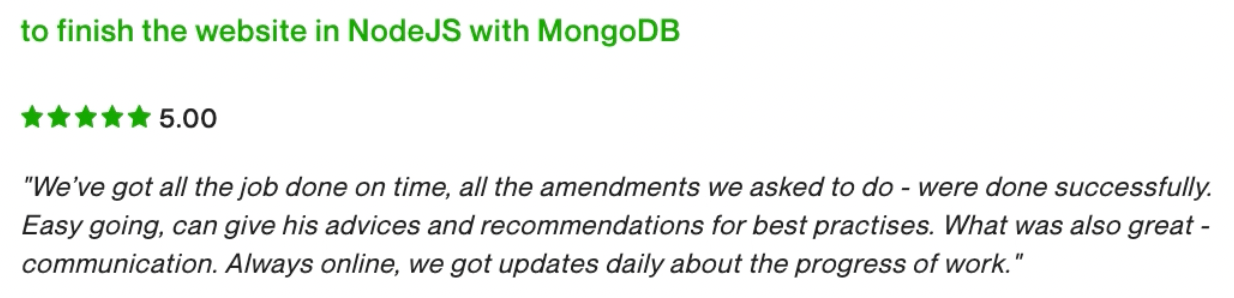 to finish the website in NodeJS with MongoDB
5.00
"We’ve got all the job done on time, all the amendments we asked to do - were done successfully.
Easy going, can give his advices and recommendations for best practises. What was also great -
communication. Always online, we got updates daily about the progress of work."